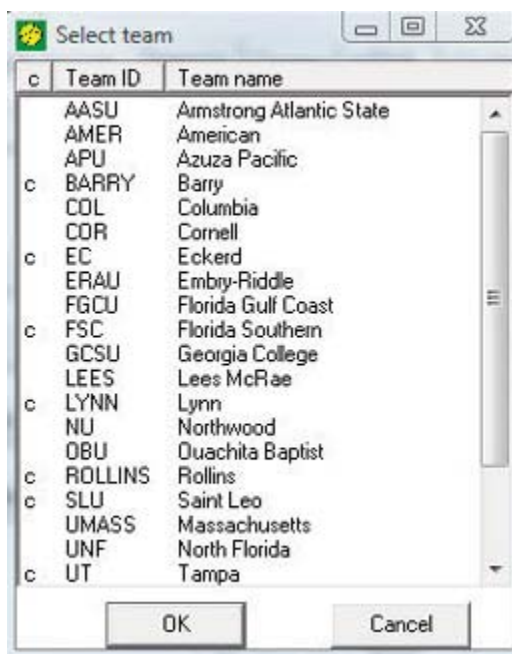 Select team
c Team ID Team name
AASU Armstrong Atlantic State
AMER American
APU Azuza Pacific
c BARRY Barry
COL Columbia
COR Cornell
c EC Eckerd
ERAU Embry-Riddle
FGCU Florida Gulf Coast
c FSC Florida Southern
GCSU Georgia College
LEES Lees McRae
c LYNN Lynn
NU Northwood
OBU Ouachita Baptist
c ROLLINS Rollins
c SLU Saint Leo
UMASS Massachusetts
UNF North Florida
c UT Tampa
OK Cancel